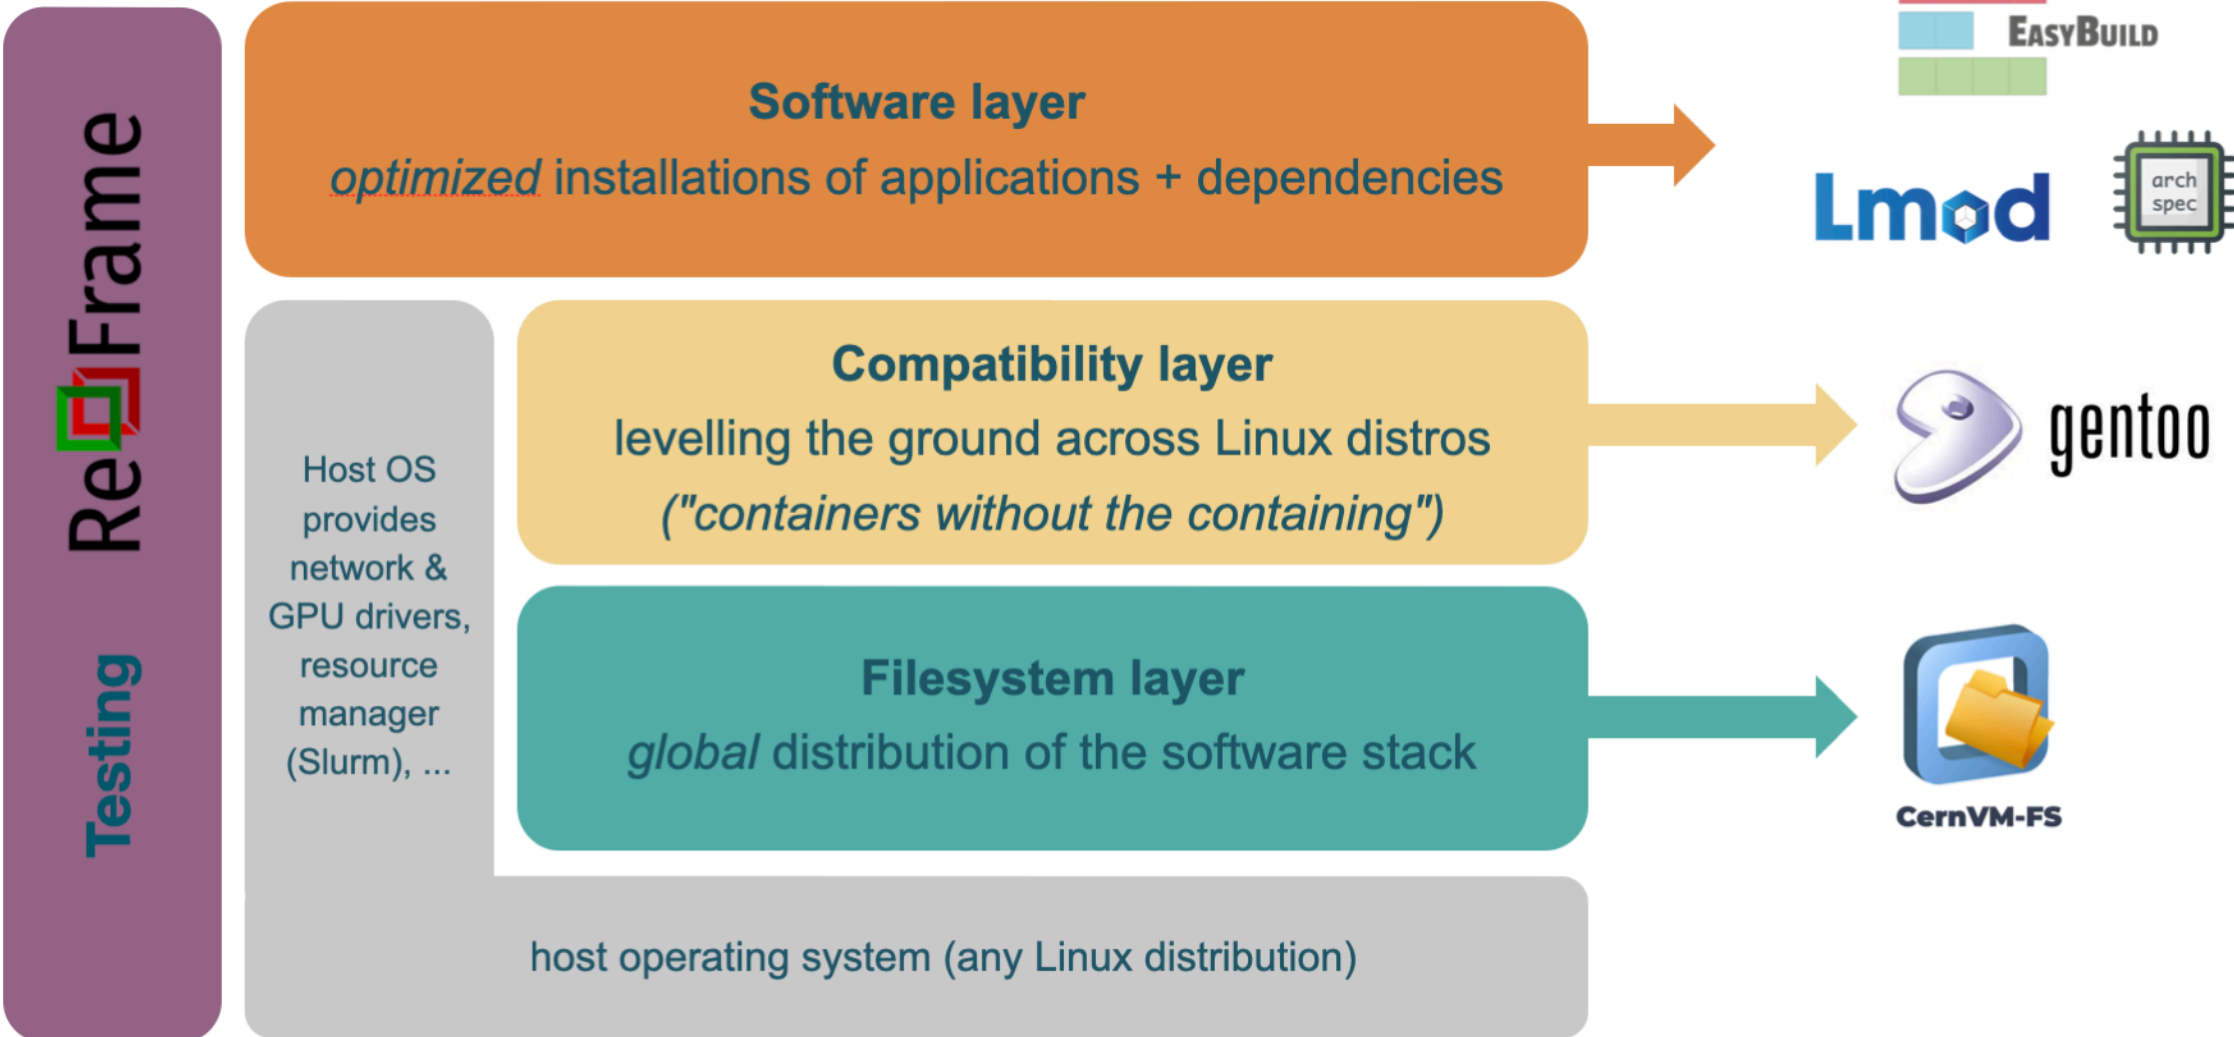 ReFrame
Testing
Software layer
optimized installations of applications + dependencies
Host OS
provides
network &
GPU drivers,
resource
manager
(Slurm), ...
Compatibility layer
levelling the ground across Linux distros
("containers without the containing")
Filesystem layer
global distribution of the software stack
host operating system (any Linux distribution)
EASYBUILD
Lmod
arch
spec
gentoo
CernVM-FS